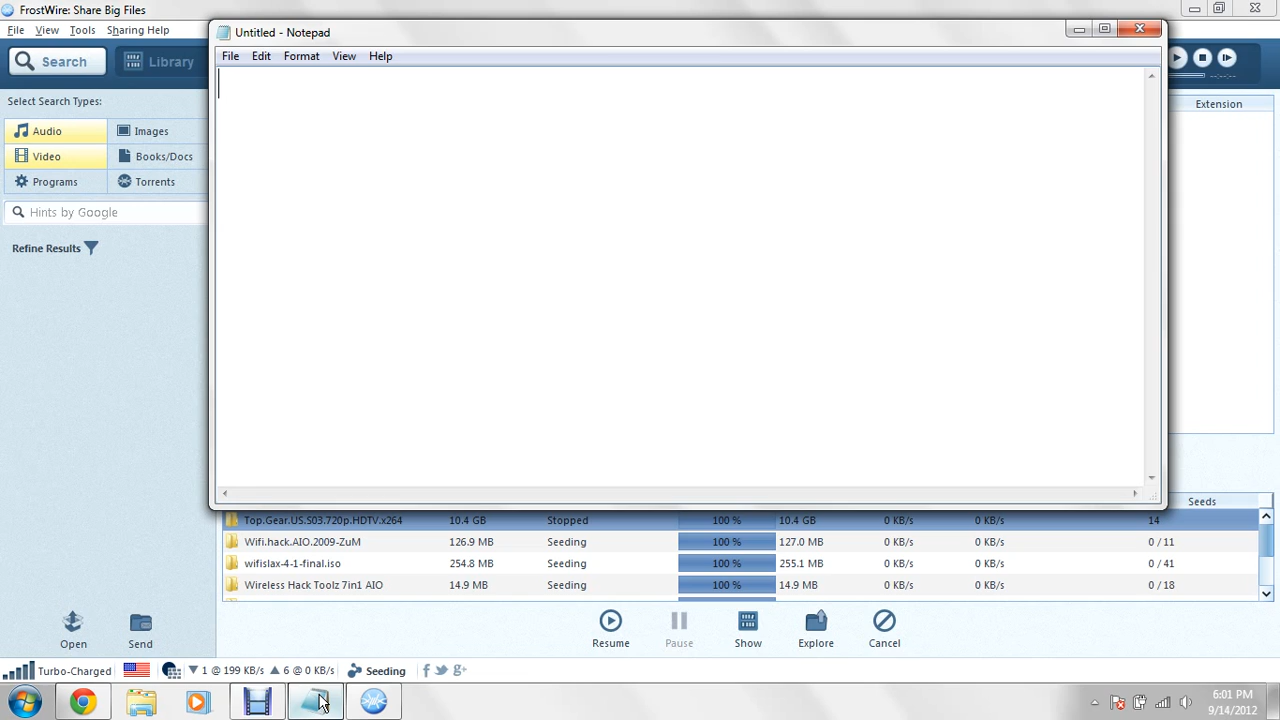 FrostWire: Share Big Files
File View Tools Sharing Help
Untitled - Notepad
File Edit Format View Help
Search Library
--:--:--
Select Search Types:
Audio Images
Video Books/Docs
Programs Torrents
Hints by Google
Refine Results
Extension
Seeds
Top.Gear.US.S03.720p.HDTV.x264 10.4 GB Stopped 100 % 10.4 GB 0 KB/s 0 KB/s 14
Wifi.hack.AIO.2009-ZuM 126.9 MB Seeding 100 % 127.0 MB 0 KB/s 0 KB/s 0 / 11
wifislax-4-1-final.iso 254.8 MB Seeding 100 % 255.1 MB 0 KB/s 0 KB/s 0 / 41
Wireless Hack Toolz 7in1 AIO 14.9 MB Seeding 100 % 14.9 MB 0 KB/s 0 KB/s 0 / 18
Open Send Resume Pause Show Explore Cancel
Turbo-Charged 1 @ 199 KB/s 6 @ 0 KB/s Seeding
6:01 PM
9/14/2012